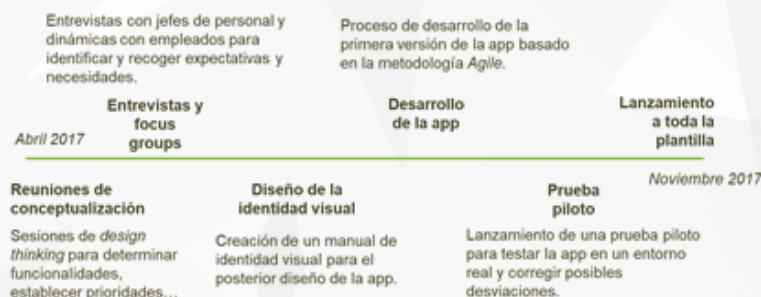 Entrevistas con jefes de personal y
dinámicas con empleados para
identificar y recoger expectativas y
necesidades.
Proceso de desarrollo de la
primera versión de la app basado
en la metodología Agile.
Entrevistas y
focus
groups
Desarrollo
de la app
Lanzamiento
a toda la
plantilla
Abril 2017
Noviembre 2017
Reuniones de
conceptualización
Sesiones de design
thinking para determinar
funcionalidades,
establecer prioridades...
Diseño de la
identidad visual
Creación de un manual de
identidad visual para el
posterior diseño de la app.
Prueba
piloto
Lanzamiento de una prueba piloto
para testar la app en un entorno
real y corregir posibles
desviaciones.